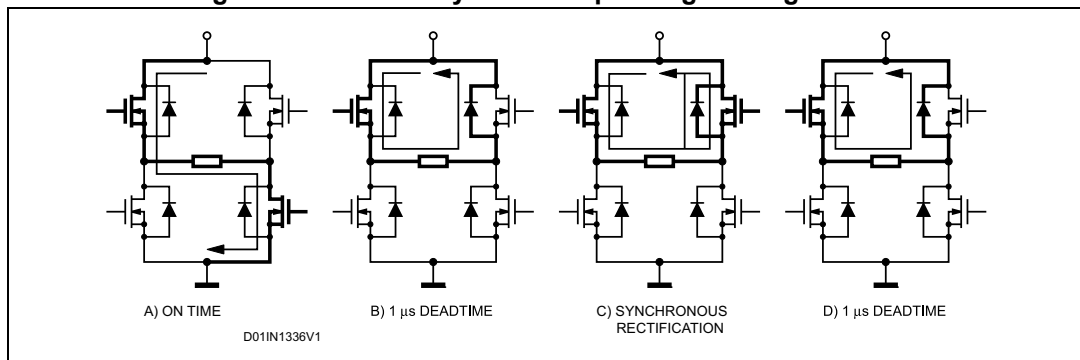 A) ON TIME
B) 1 μs DEADTIME
C) SYNCHRONOUS
RECTIFICATION
D) 1 μs DEADTIME
D01IN1336V1